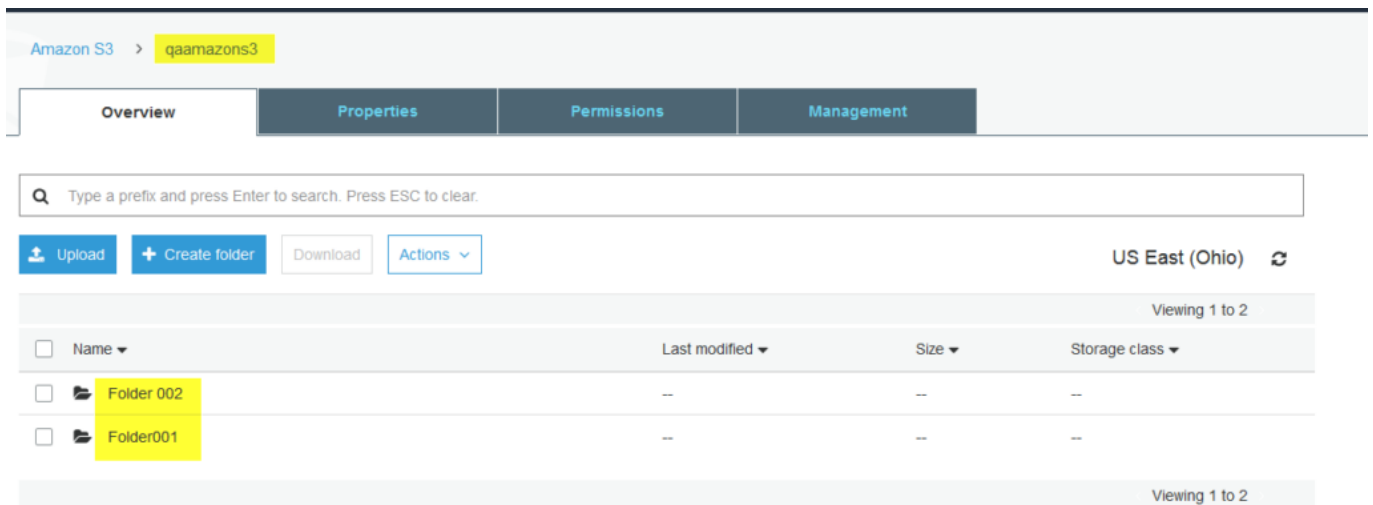 Amazon S3 > qaamazons3
Overview Properties Permissions Management
Type a prefix and press Enter to search. Press ESC to clear.
Upload + Create folder Download Actions
US East (Ohio)
Viewing 1 to 2
Name Last modified Size Storage class
Folder 002 -- -- --
Folder001 -- -- --
Viewing 1 to 2